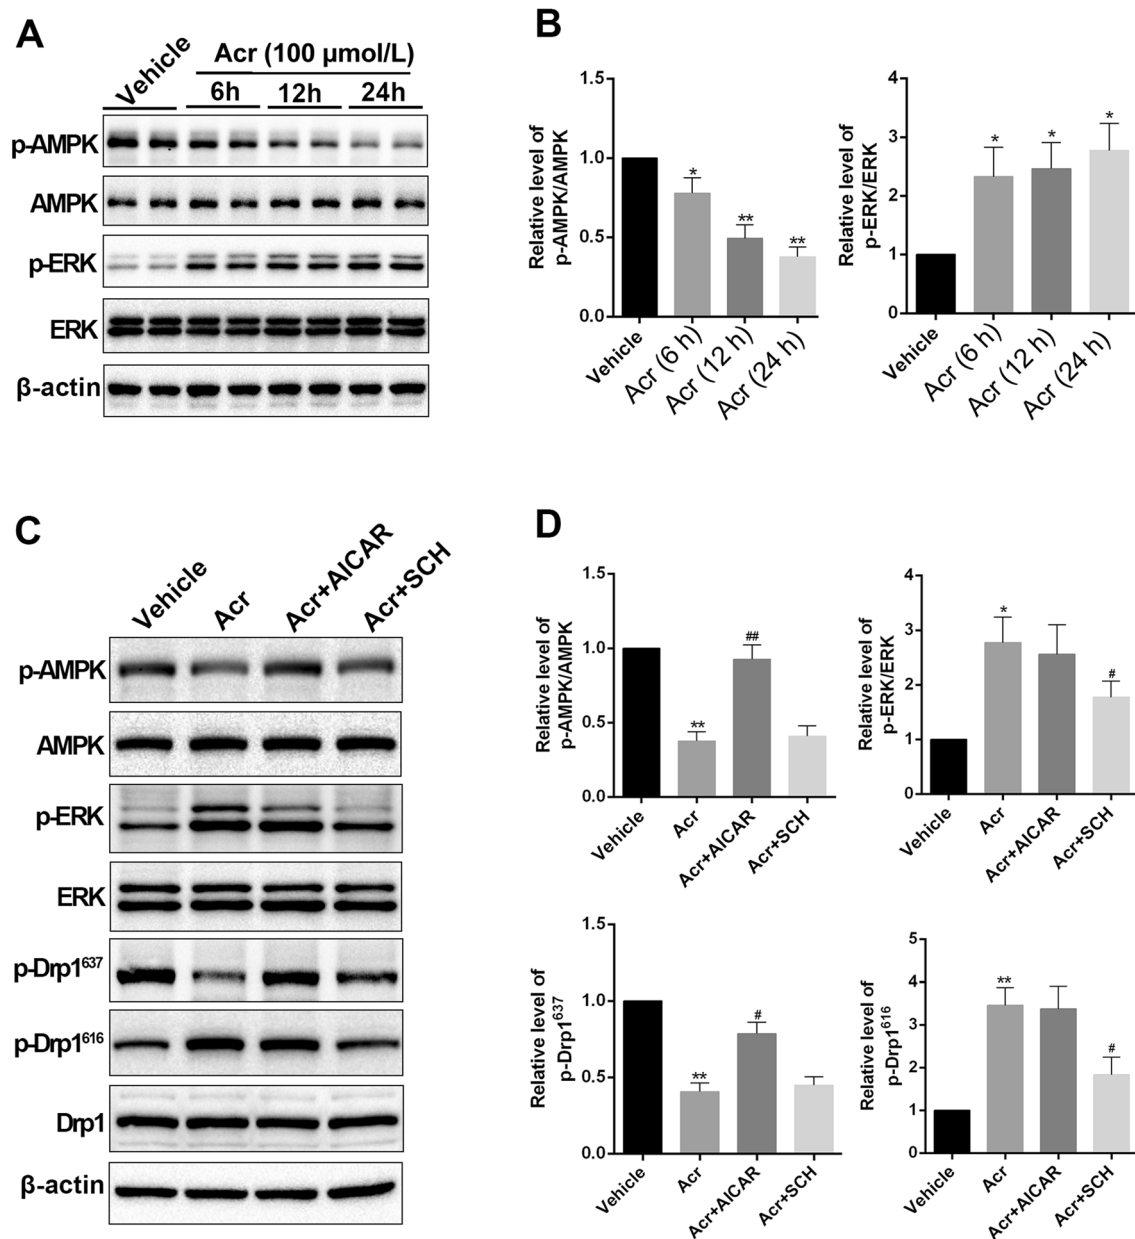 A
Vehicle
Acr (100 μmol/L)
6h 12h 24h
p-AMPK
AMPK
p-ERK
ERK
β-actin
B
Relative level of
p-AMPK/AMPK
1.5
1.0
0.5
0.0
Vehicle
Acr (6 h)
Acr (12 h)
Acr (24 h)
*
**
**
Relative level of
p-ERK/ERK
4
3
2
1
0
Vehicle
Acr (6 h)
Acr (12 h)
Acr (24 h)
*
*
*
C
Vehicle
Acr
Acr+AICAR
Acr+SCH
p-AMPK
AMPK
p-ERK
ERK
p-Drp1⁶³⁷
p-Drp1⁶¹⁶
Drp1
β-actin
D
Relative level of
p-AMPK/AMPK
1.5
1.0
0.5
0.0
**
##
Vehicle
Acr
Acr+AICAR
Acr+SCH
Relative level of
p-ERK/ERK
4
3
2
1
0
*
#
Vehicle
Acr
Acr+AICAR
Acr+SCH
Relative level of
p-Drp1⁶³⁷
1.5
1.0
0.5
0.0
**
#
Vehicle
Acr
Acr+AICAR
Acr+SCH
Relative level of
p-Drp1⁶¹⁶
5
4
3
2
1
0
**
#
Vehicle
Acr
Acr+AICAR
Acr+SCH